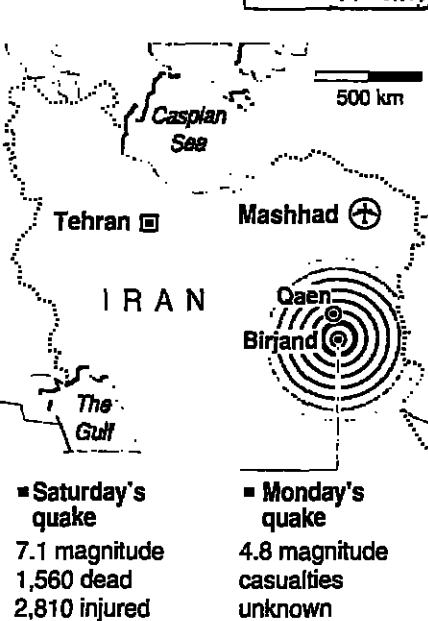 500 km
Caspian
Sea
Tehran
Mashhad
IRAN
Qaen
Birjand
The
Gulf
Saturday's
quake
7.1 magnitude
1,560 dead
2,810 injured
Monday's
quake
4.8 magnitude
casualties
unknown